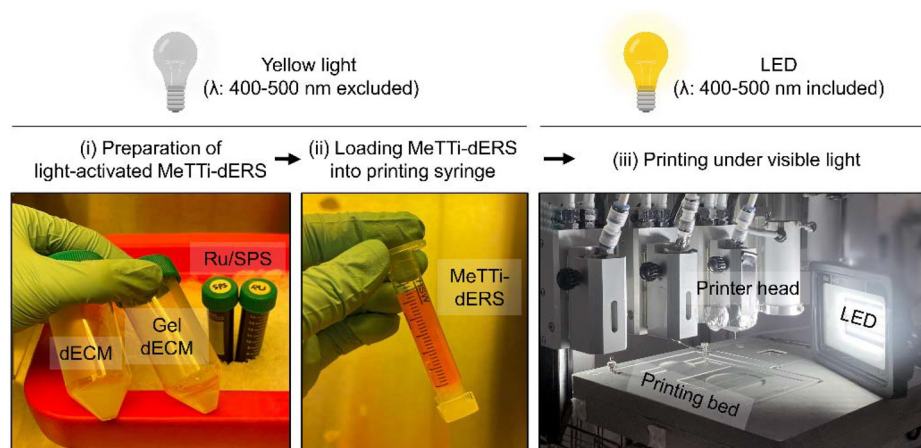 Yellow light
(λ: 400-500 nm excluded)
LED
(λ: 400-500 nm included)
(i) Preparation of
light-activated MeTTi-dERS
(ii) Loading MeTTi-dERS
into printing syringe
(iii) Printing under visible light
Ru/SPS
SPS
RU
dECM
Gel
dECM
MeTTi-
dERS
Printer head
LED
Printing bed